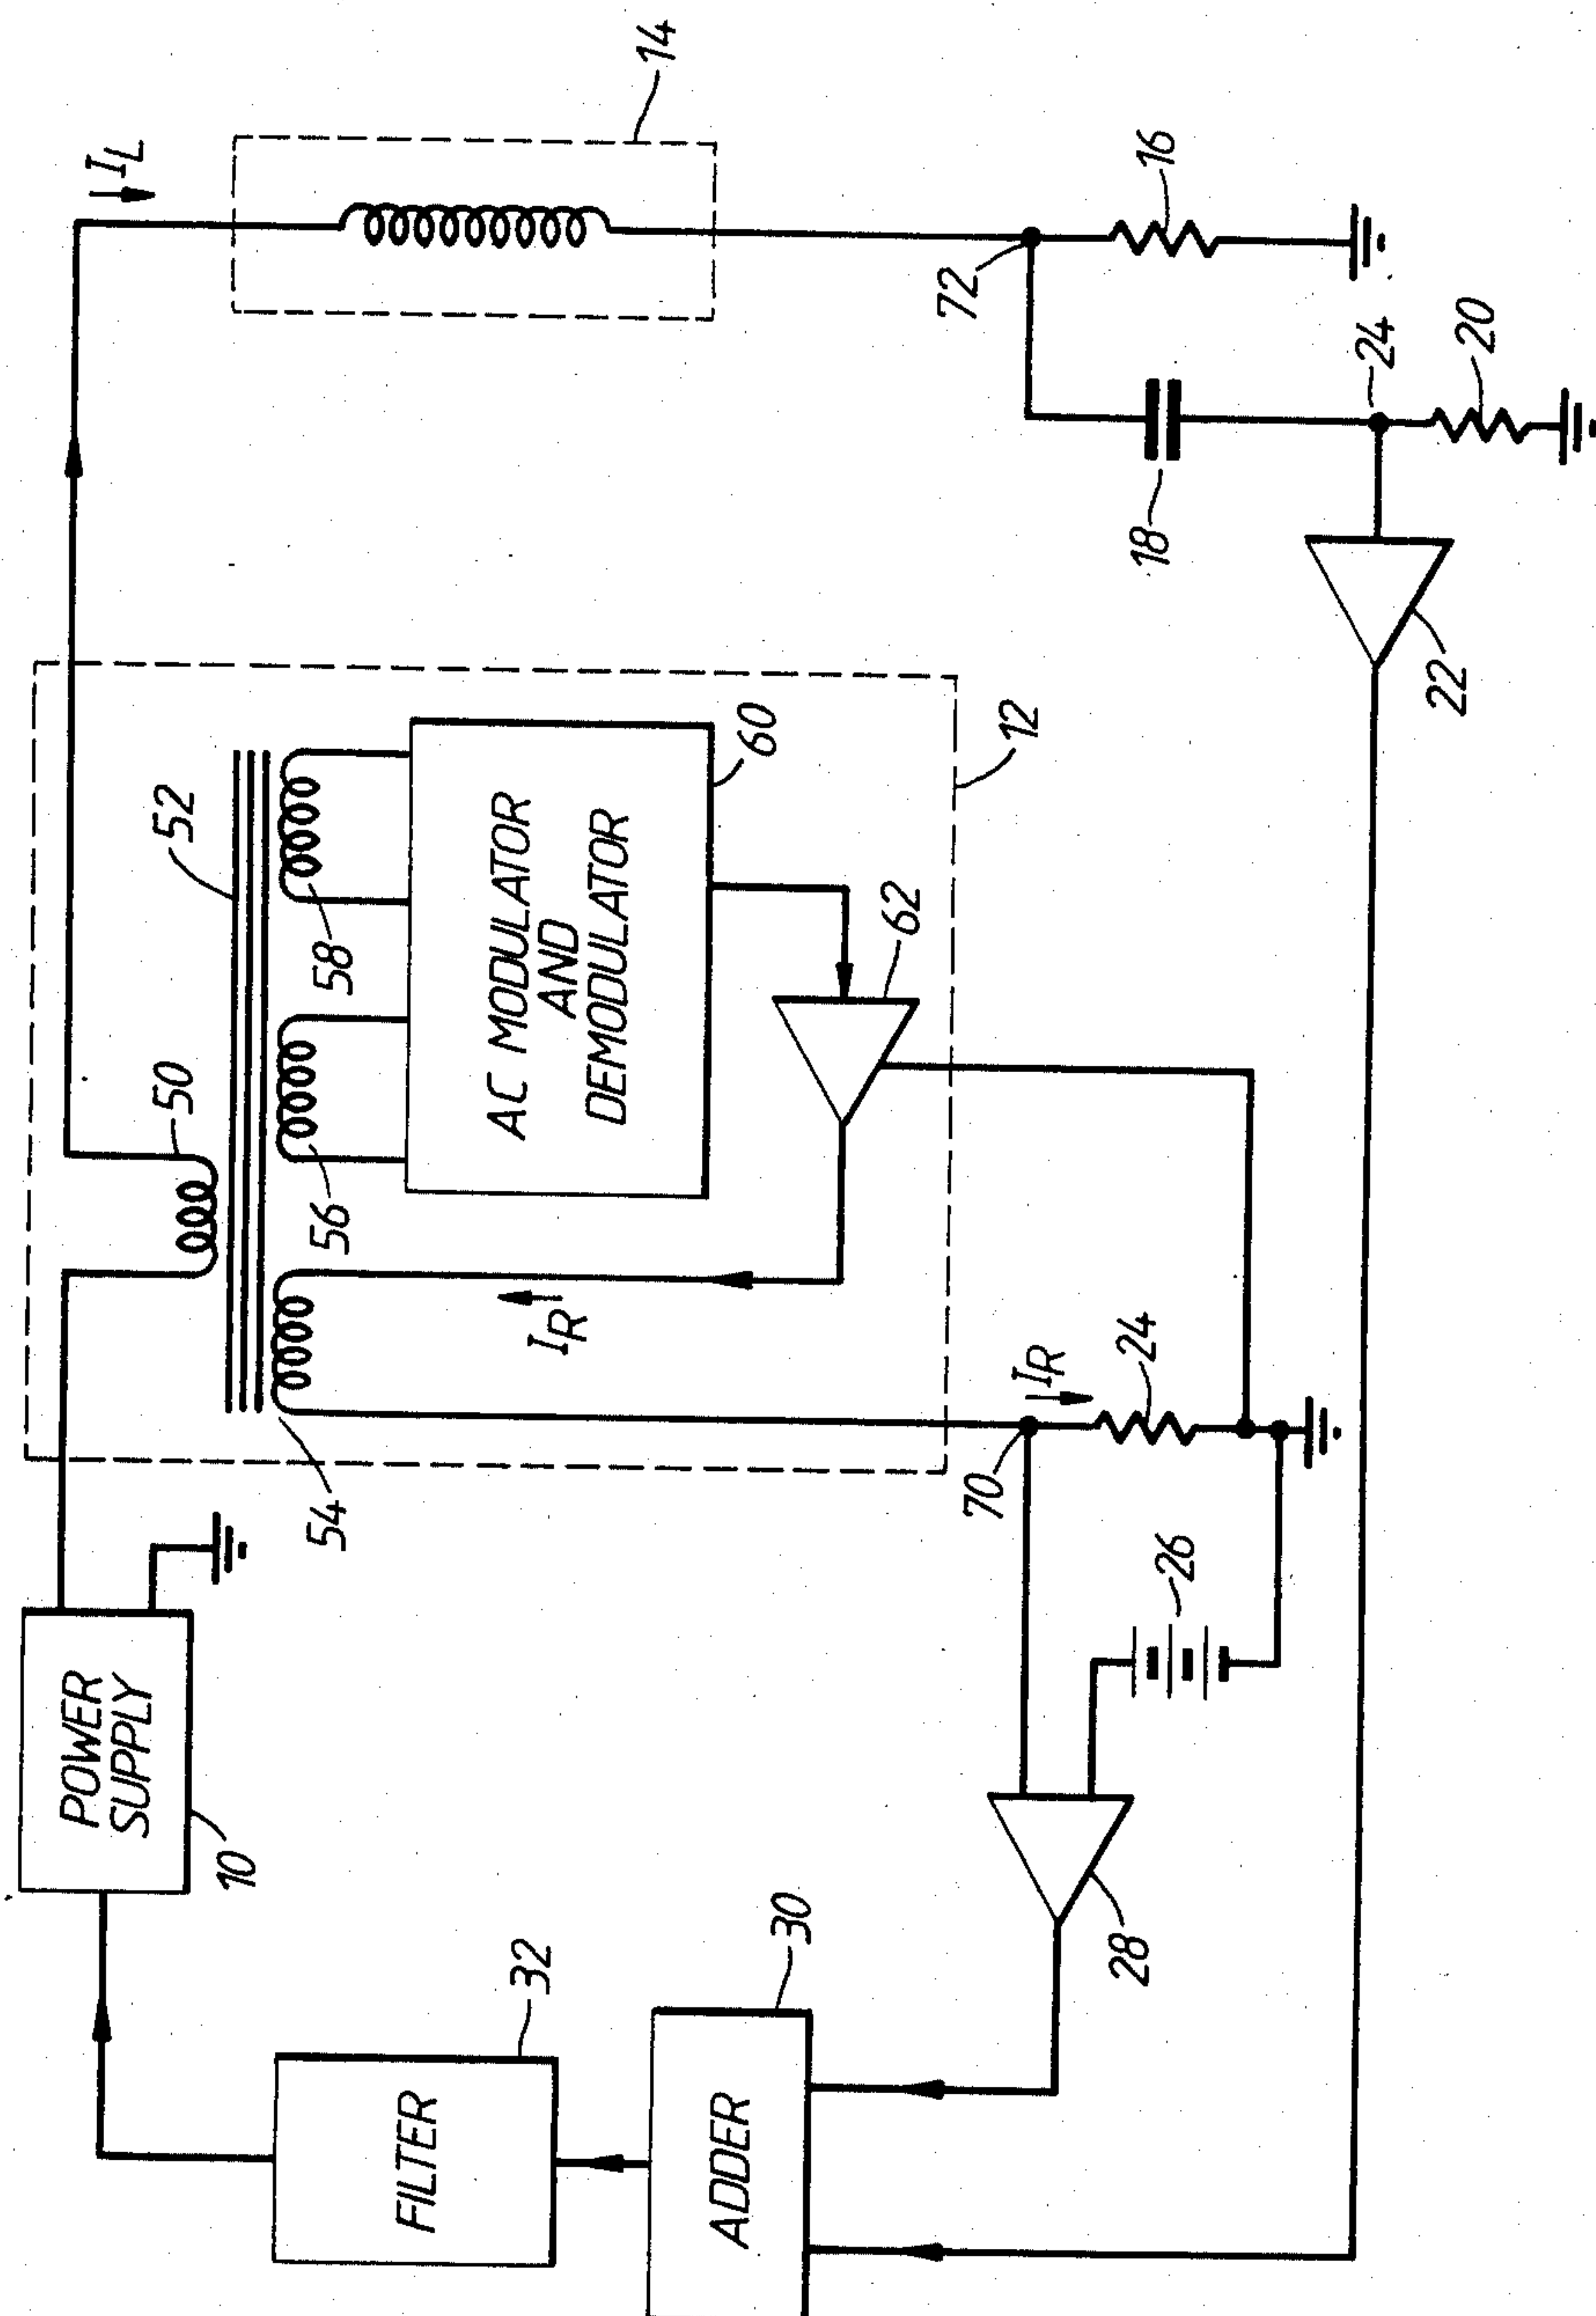 POWER
SUPPLY
10
50
52
54
56
58
AC MODULATOR
AND
DEMODULATOR
60
62
12
I_R
I_R
I_L
14
72
16
18
24
20
22
70
24
26
28
30
ADDER
32
FILTER